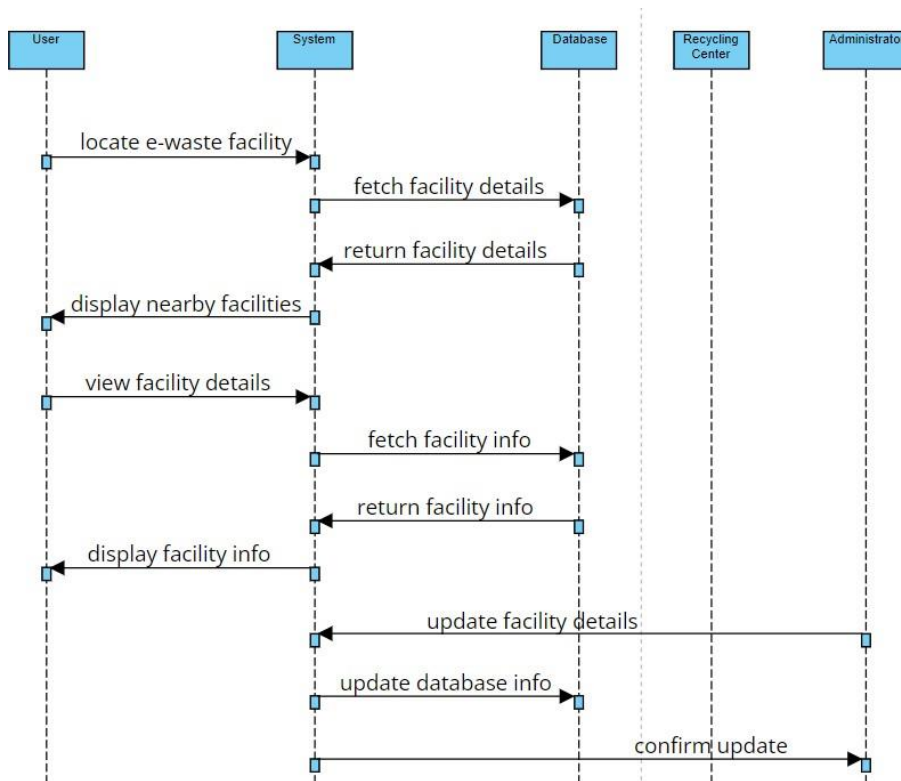 User
System
Database
Recycling
Center
Administrator
locate e-waste facility
fetch facility details
return facility details
display nearby facilities
view facility details
fetch facility info
return facility info
display facility info
update facility details
update database info
confirm update